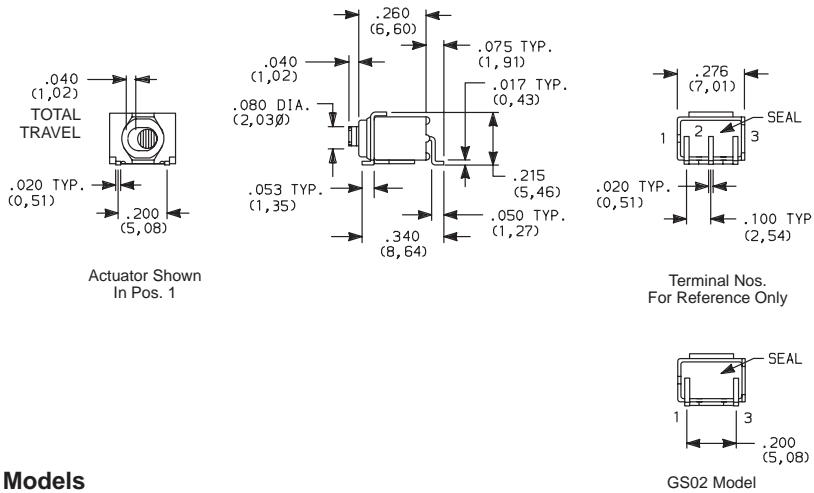 .040
(1,02)
TOTAL
TRAVEL
.020 TYP.
(0,51)
.200
(5,08)
Actuator Shown
In Pos. 1
.260
(6,60)
.040
(1,02)
.080 DIA.
(2,03Ø)
.075 TYP.
(1,91)
.017 TYP.
(0,43)
.215
(5,46)
.053 TYP.
(1,35)
.050 TYP.
(1,27)
.340
(8,64)
.276
(7,01)
SEAL
1 2 3
.020 TYP.
(0,51)
.100 TYP
(2,54)
Terminal Nos.
For Reference Only
SEAL
1 3
.200
(5,08)
GS02 Model
Models